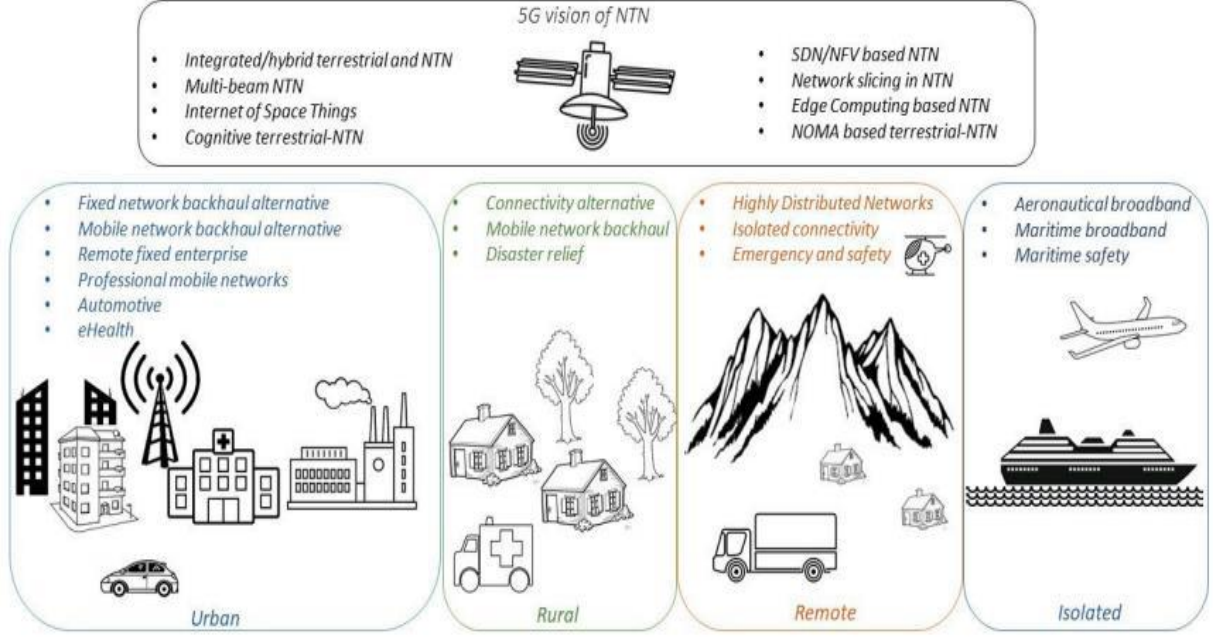 5G vision of NTN
• Integrated/hybrid terrestrial and NTN
• Multi-beam NTN
• Internet of Space Things
• Cognitive terrestrial-NTN
• SDN/NFV based NTN
• Network slicing in NTN
• Edge Computing based NTN
• NOMA based terrestrial-NTN
• Fixed network backhaul alternative
• Mobile network backhaul alternative
• Remote fixed enterprise
• Professional mobile networks
• Automotive
• eHealth
Urban
• Connectivity alternative
• Mobile network backhaul
• Disaster relief
Rural
• Highly Distributed Networks
• Isolated connectivity
• Emergency and safety
Remote
• Aeronautical broadband
• Maritime broadband
• Maritime safety
Isolated